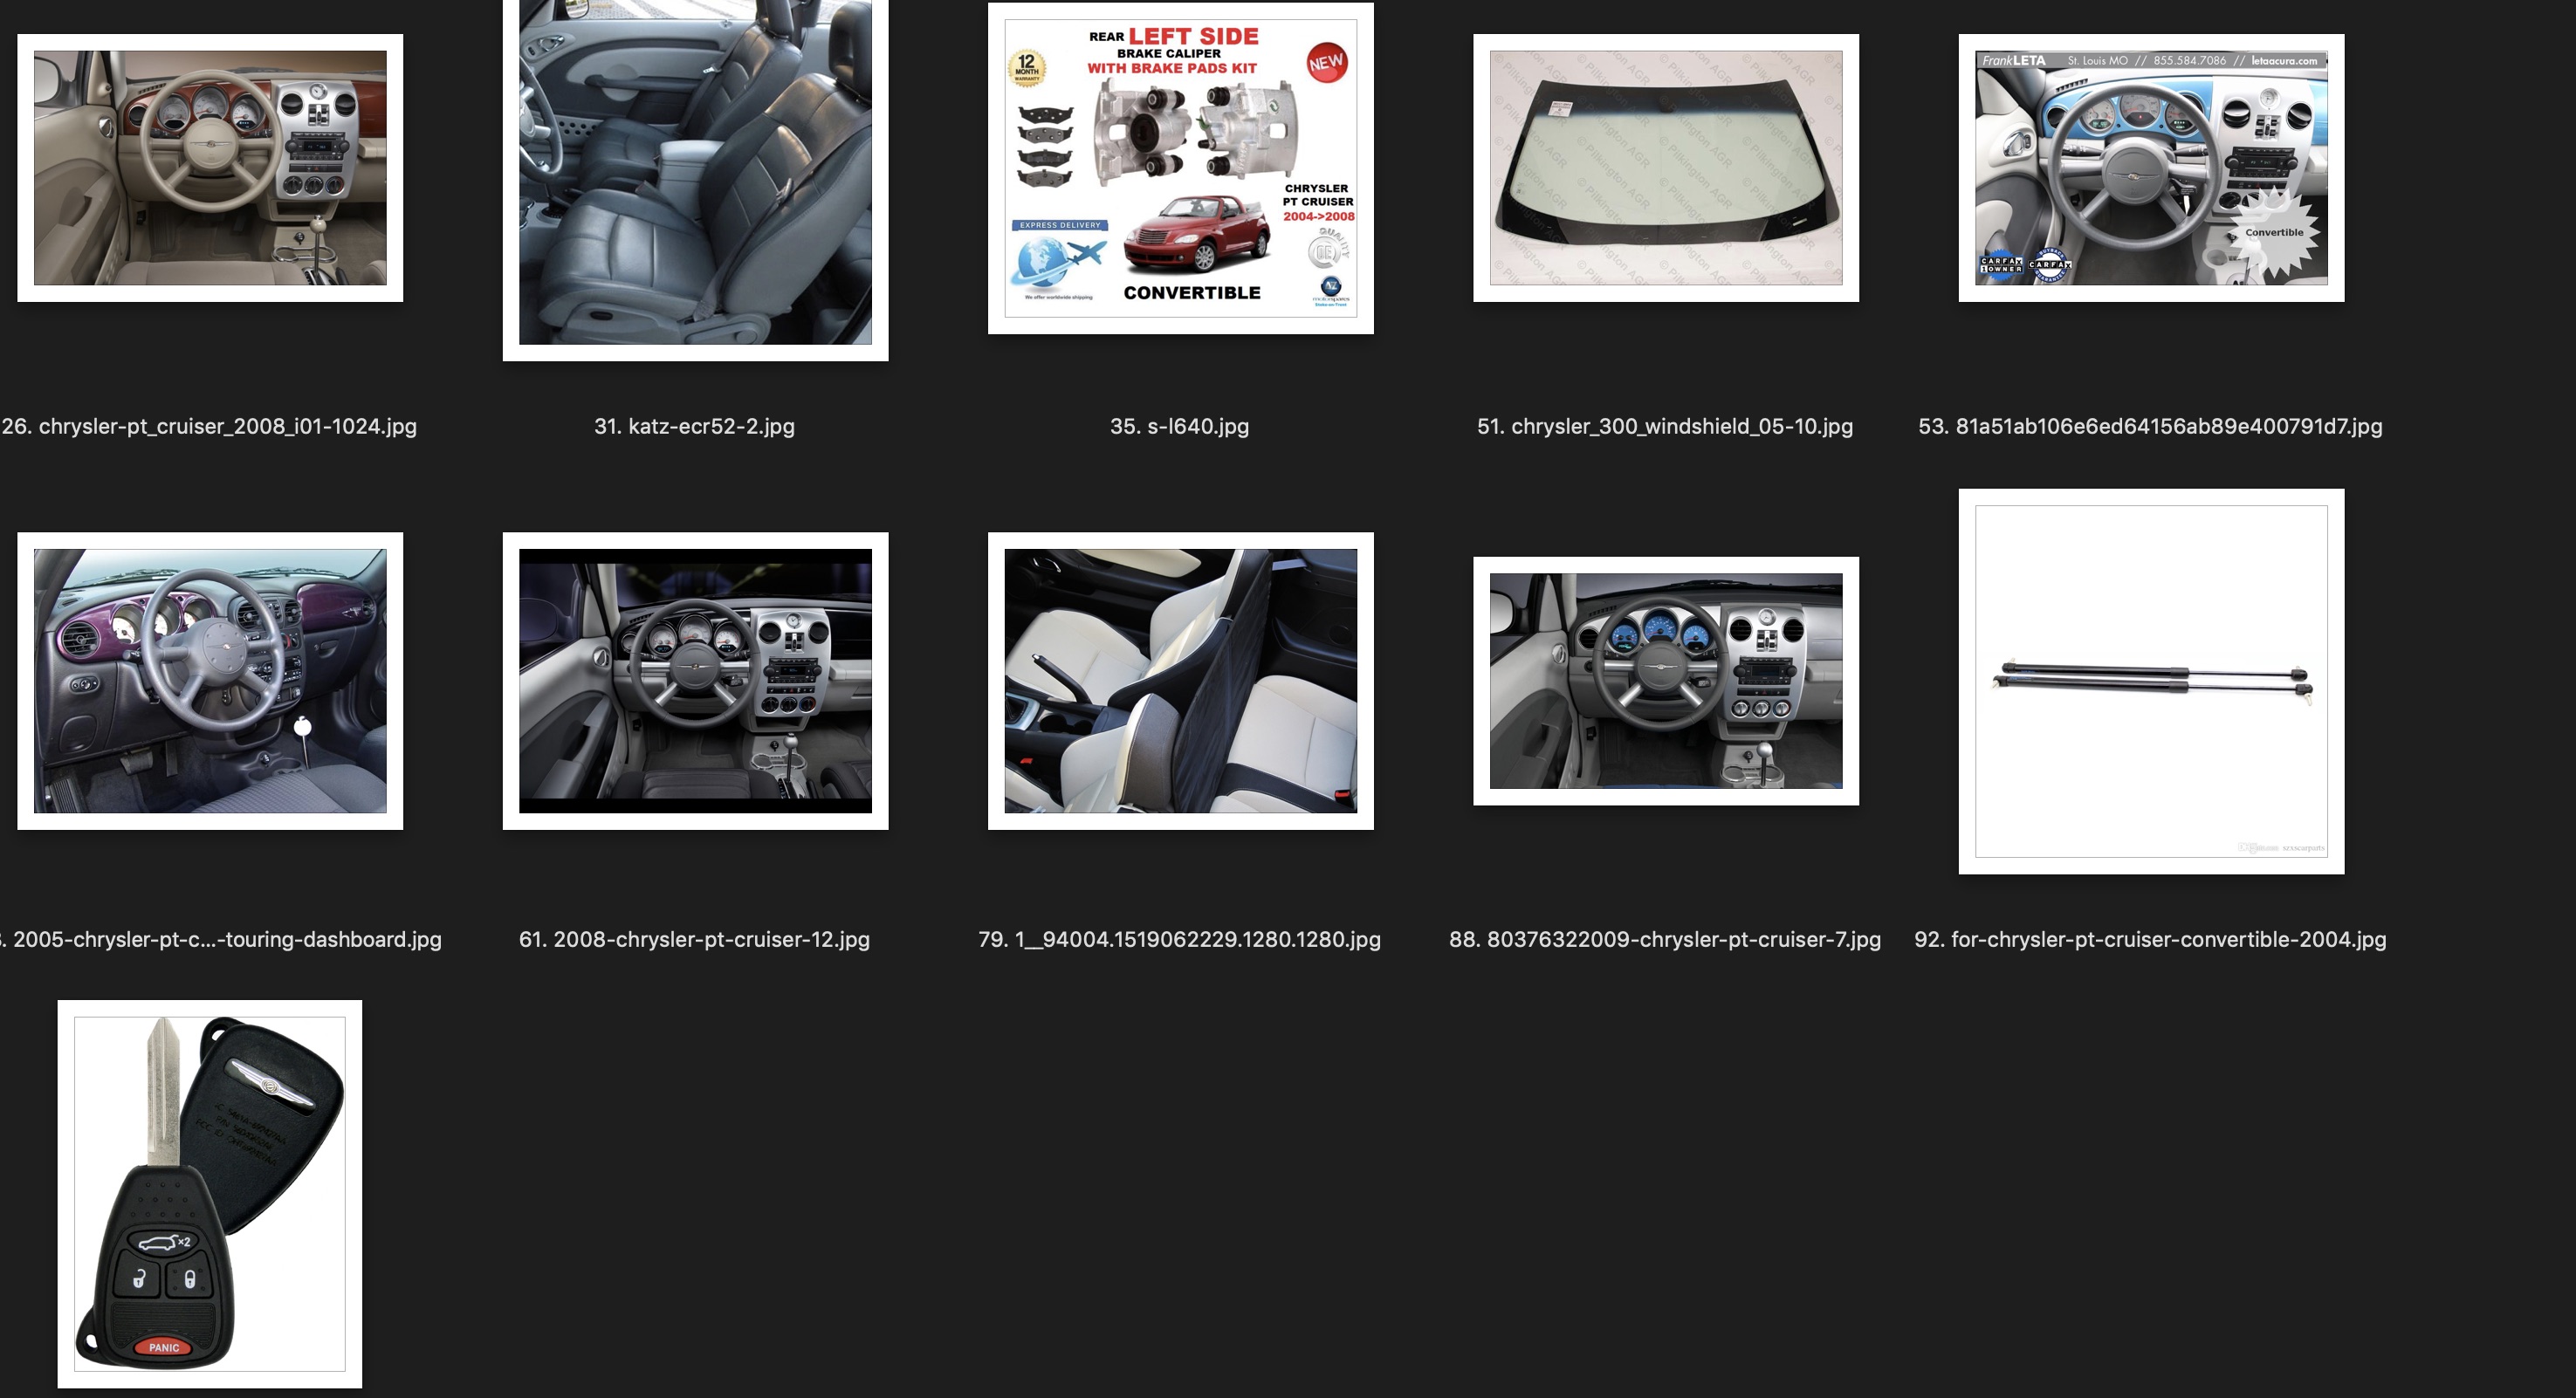 REAR LEFT SIDE
BRAKE CALIPER
WITH BRAKE PADS KIT
12
MONTH
WARRANTY
NEW
CHRYSLER
PT CRUISER
2004->2008
EXPRESS DELIVERY
We offer worldwide shipping
QUALITY
CONVERTIBLE
© Pilkington AGR
FrankLETA St. Louis MO // 855.584.7086 // letaacura.com
Convertible
CARFAX
1 OWNER
CARFAX
26. chrysler-pt_cruiser_2008_i01-1024.jpg
31. katz-ecr52-2.jpg
35. s-l640.jpg
51. chrysler_300_windshield_05-10.jpg
53. 81a51ab106e6ed64156ab89e400791d7.jpg
. 2005-chrysler-pt-c...-touring-dashboard.jpg
61. 2008-chrysler-pt-cruiser-12.jpg
79. 1__94004.1519062229.1280.1280.jpg
88. 80376322009-chrysler-pt-cruiser-7.jpg
92. for-chrysler-pt-cruiser-convertible-2004.jpg
×2
PANIC